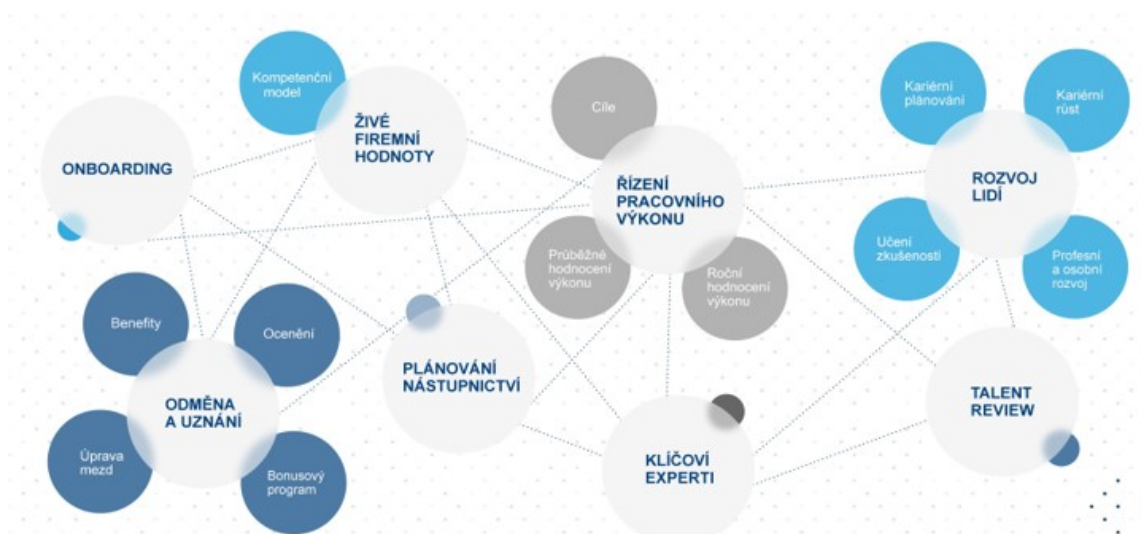 Kompetenční
model
ŽIVÉ
FIREMNÍ
HODNOTY
ONBOARDING
Cíle
ŘÍZENÍ
PRACOVNÍHO
VÝKONU
Průběžné
hodnocení
výkonu
Roční
hodnocení
výkonu
Kariérní
plánování
Kariérní
růst
ROZVOJ
LIDÍ
Učení
zkušeností
Profesní
a osobní
rozvoj
Benefity
Ocenění
ODMĚNA
A UZNÁNÍ
Úprava
mezd
Bonusový
program
PLÁNOVÁNÍ
NÁSTUPNICTVÍ
KLÍČOVÍ
EXPERTI
TALENT
REVIEW